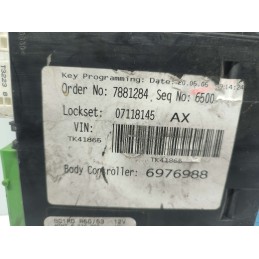 Key Programming: Date: 20.05.06
Order No: 7881284, Seq No: 6500
Lockset: 07118145 AX
VIN:
TK41866
TK41866
Body Controller: 6976988